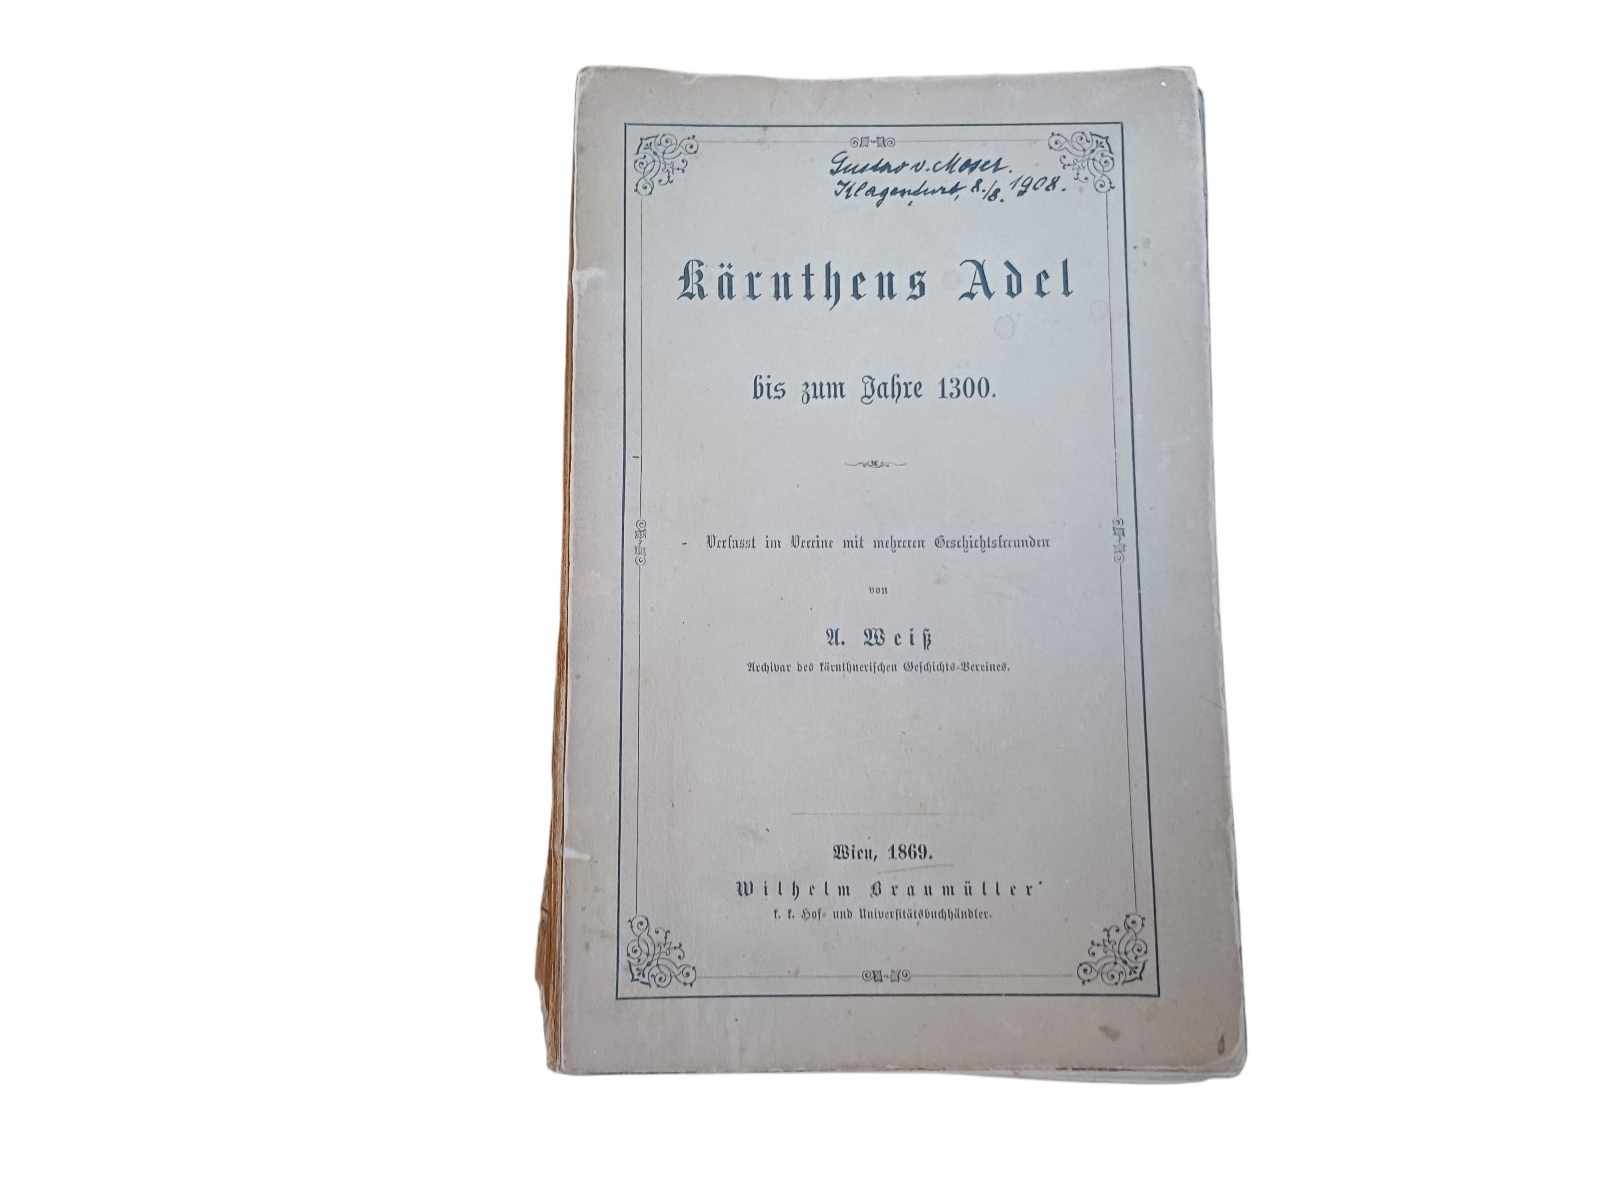 Gustav v. Moser.
Klagenfurt, 8./8. 1908.
Kärnthens Adel
bis zum Jahre 1300.
Verfasst im Vereine mit mehreren Geschichtsfreunden
von
A. Weiß
Archivar des kärnthnerischen Geschichts-Vereines.
Wien, 1869.
Wilhelm Braumüller
k. k. Hof- und Universitätsbuchhändler.